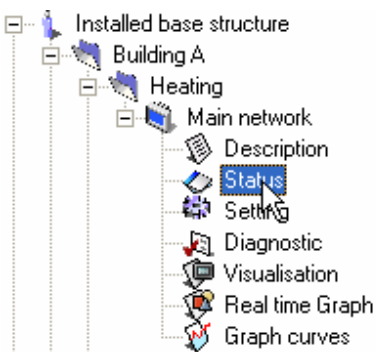 Installed base structure
Building A
Heating
Main network
Description
Status
Setting
Diagnostic
Visualisation
Real time Graph
Graph curves